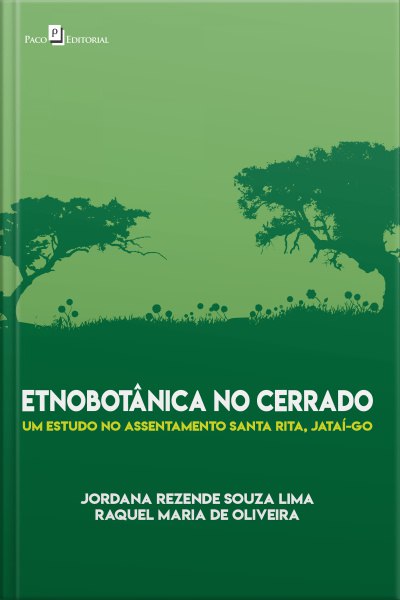 PACO EDITORIAL
ETNOBOTÂNICA NO CERRADO
UM ESTUDO NO ASSENTAMENTO SANTA RITA, JATAÍ-GO
JORDANA REZENDE SOUZA LIMA
RAQUEL MARIA DE OLIVEIRA